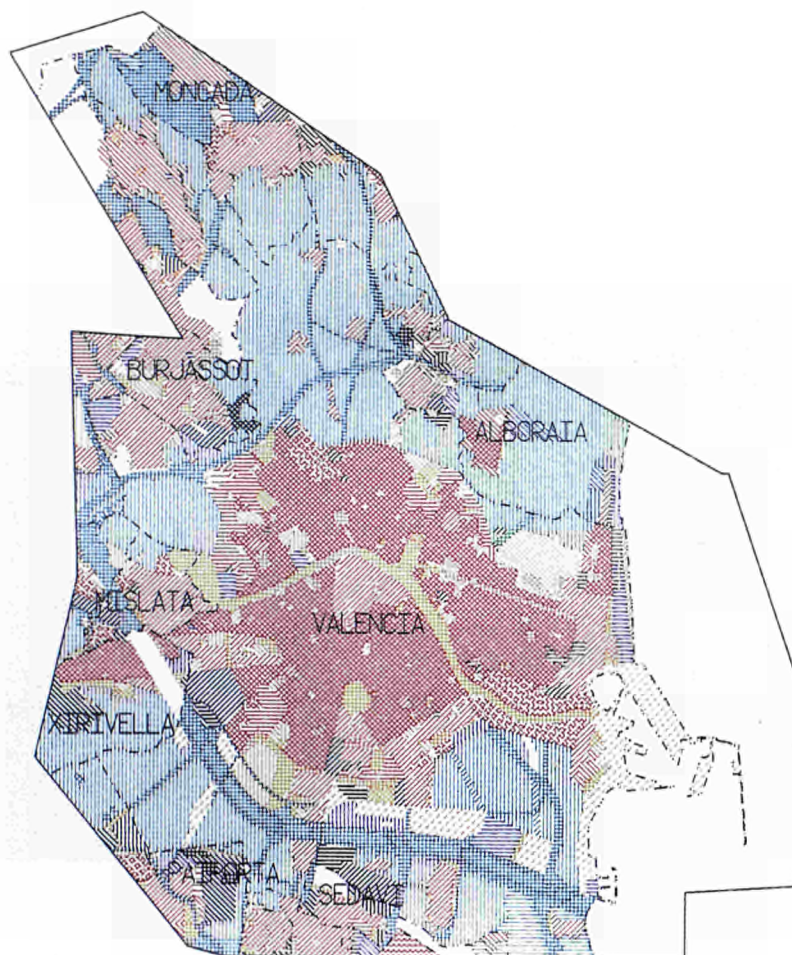 MONCADA
BURJASSOT
ALBORAIA
MISLATA
VALENCIA
XIRIVELLA
PAIPORTA
SEDAVI